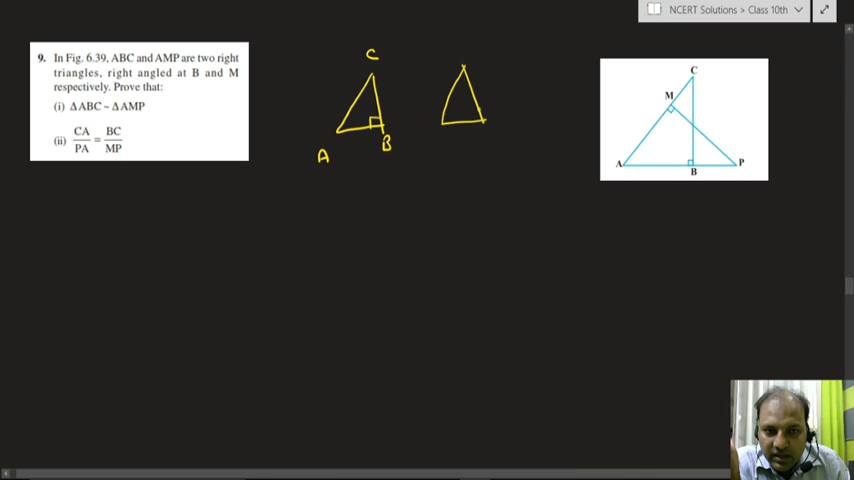 NCERT Solutions > Class 10th
9. In Fig. 6.39, ABC and AMP are two right
triangles, right angled at B and M
respectively. Prove that:
(i) ΔABC ~ ΔAMP
(ii) CA/PA = BC/MP
C
A
B
C
M
A
B
P